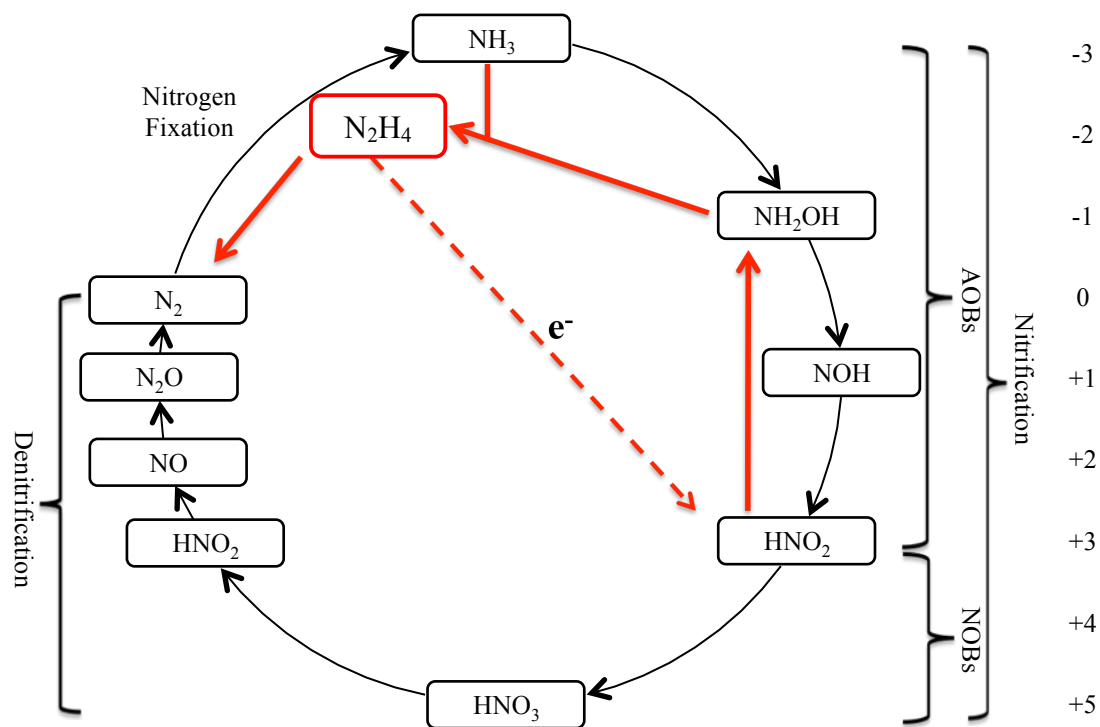 NH₃
-3
Nitrogen
Fixation
N₂H₄
-2
NH₂OH
-1
N₂
0
AOBs
e⁻
Nitrification
N₂O
NOH
+1
Denitrification
NO
+2
HNO₂
HNO₂
+3
NOBs
+4
HNO₃
+5